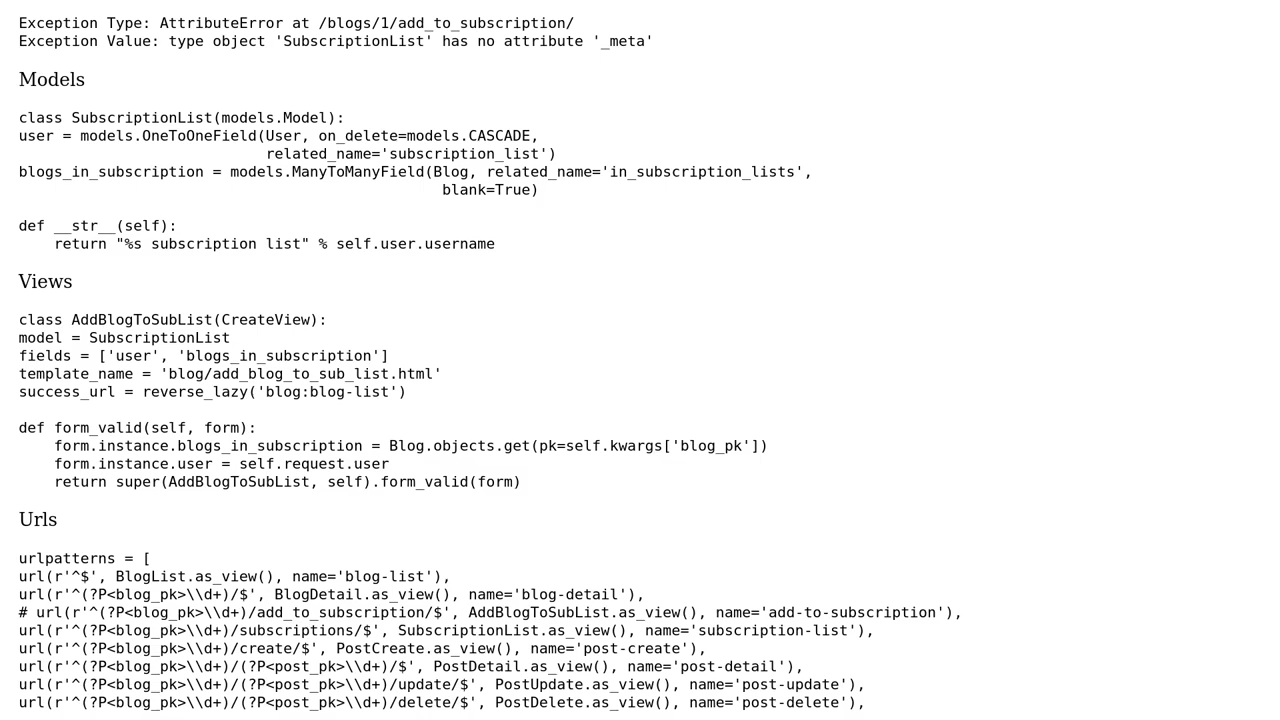 Exception Type: AttributeError at /blogs/1/add_to_subscription/
Exception Value: type object 'SubscriptionList' has no attribute '_meta'
Models
class SubscriptionList(models.Model):
user = models.OneToOneField(User, on_delete=models.CASCADE,
                            related_name='subscription_list')
blogs_in_subscription = models.ManyToManyField(Blog, related_name='in_subscription_lists',
                                                blank=True)
def __str__(self):
    return "%s subscription list" % self.user.username
Views
class AddBlogToSubList(CreateView):
model = SubscriptionList
fields = ['user', 'blogs_in_subscription']
template_name = 'blog/add_blog_to_sub_list.html'
success_url = reverse_lazy('blog:blog-list')
def form_valid(self, form):
    form.instance.blogs_in_subscription = Blog.objects.get(pk=self.kwargs['blog_pk'])
    form.instance.user = self.request.user
    return super(AddBlogToSubList, self).form_valid(form)
Urls
urlpatterns = [
url(r'^$', BlogList.as_view(), name='blog-list'),
url(r'^(?P<blog_pk>\\d+)/$', BlogDetail.as_view(), name='blog-detail'),
# url(r'^(?P<blog_pk>\\d+)/add_to_subscription/$', AddBlogToSubList.as_view(), name='add-to-subscription'),
url(r'^(?P<blog_pk>\\d+)/subscriptions/$', SubscriptionList.as_view(), name='subscription-list'),
url(r'^(?P<blog_pk>\\d+)/create/$', PostCreate.as_view(), name='post-create'),
url(r'^(?P<blog_pk>\\d+)/(?P<post_pk>\\d+)/$', PostDetail.as_view(), name='post-detail'),
url(r'^(?P<blog_pk>\\d+)/(?P<post_pk>\\d+)/update/$', PostUpdate.as_view(), name='post-update'),
url(r'^(?P<blog_pk>\\d+)/(?P<post_pk>\\d+)/delete/$', PostDelete.as_view(), name='post-delete'),